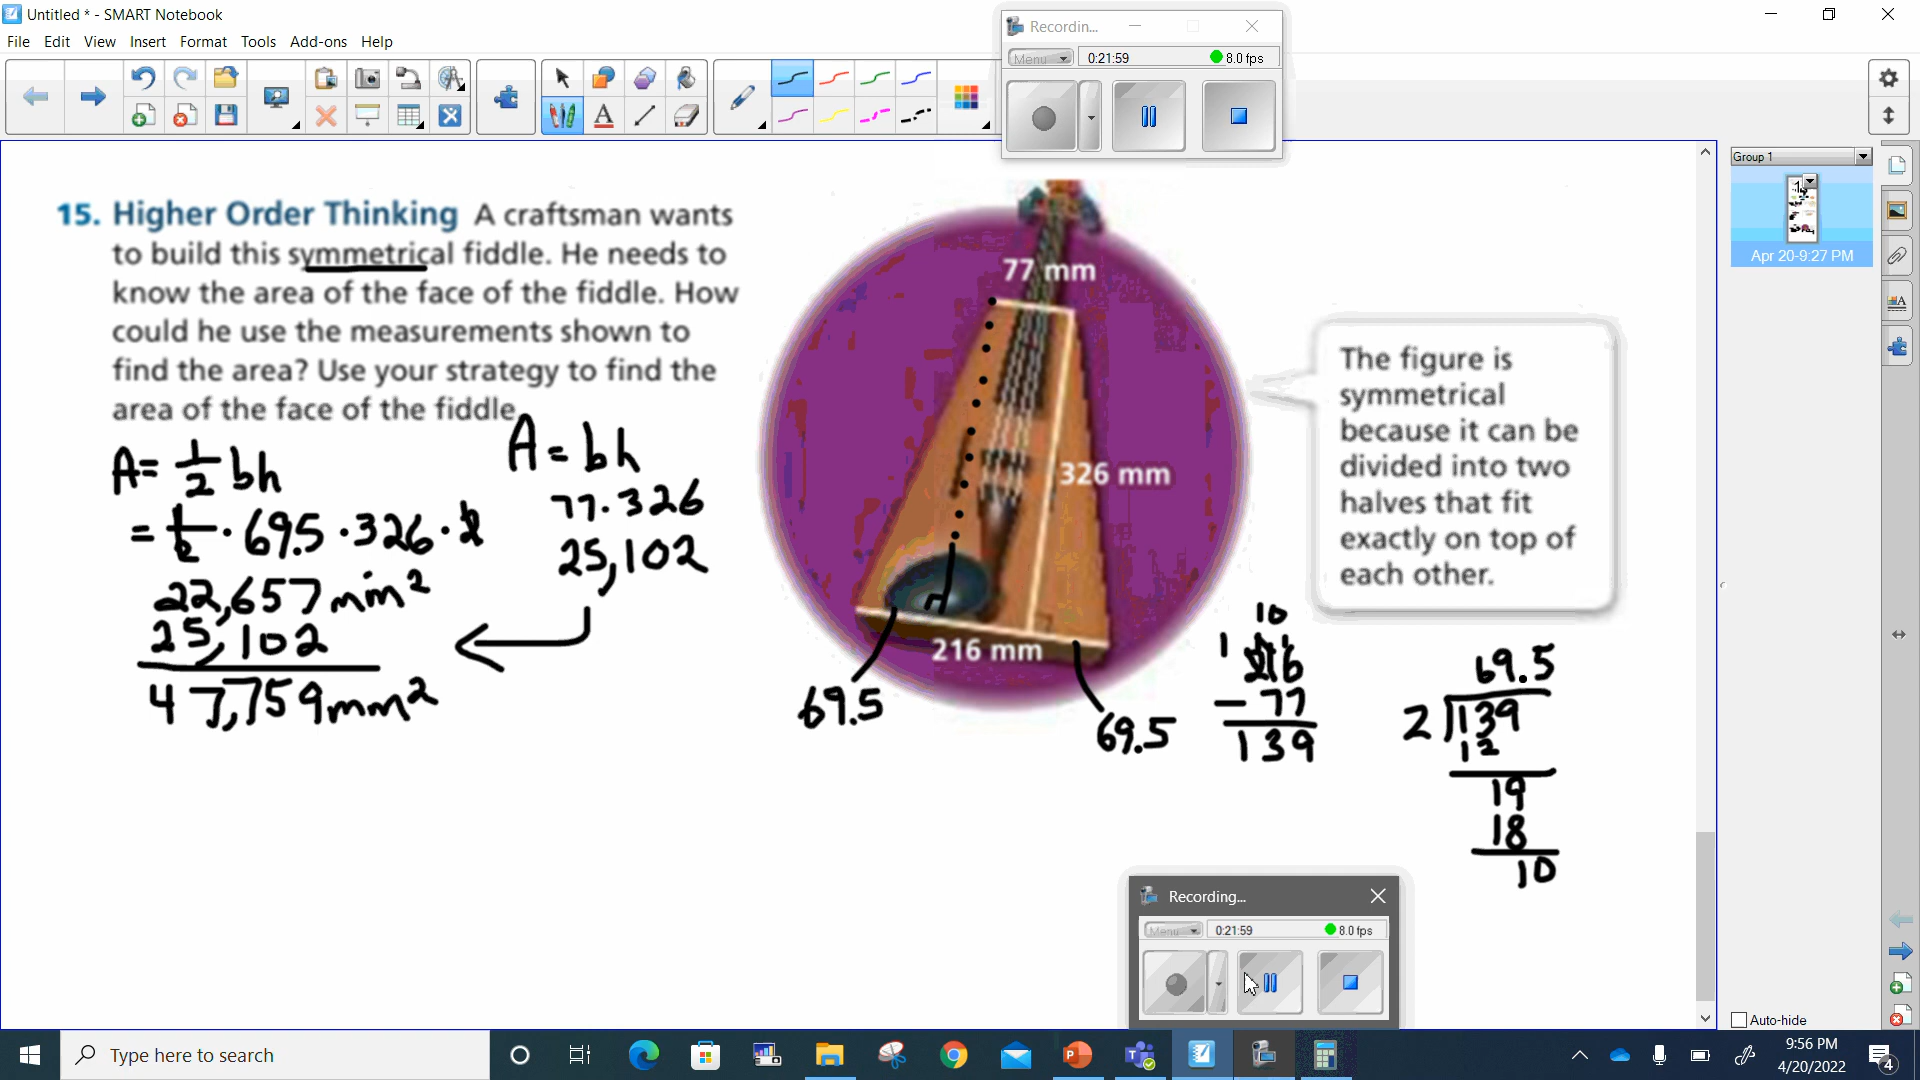 Untitled * - SMART Notebook
File Edit View Insert Format Tools Add-ons Help
Recordin...
Menu 0:21:59 8.0 fps
Group 1
Apr 20-9:27 PM
15. Higher Order Thinking A craftsman wants
to build this symmetrical fiddle. He needs to
know the area of the face of the fiddle. How
could he use the measurements shown to
find the area? Use your strategy to find the
area of the face of the fiddle.
A= 1/2 bh
= 1/2 · 69.5 · 326 · 2
22,657 mm²
25,102
47,759 mm²
A = bh
77·326
25,102
77 mm
326 mm
216 mm
69.5
69.5
The figure is
symmetrical
because it can be
divided into two
halves that fit
exactly on top of
each other.
10
1 216
- 77
139
69.5
2 139
12
19
18
10
Recording...
Menu 0:21:59 8.0 fps
Auto-hide
Type here to search
9:56 PM
4/20/2022
4